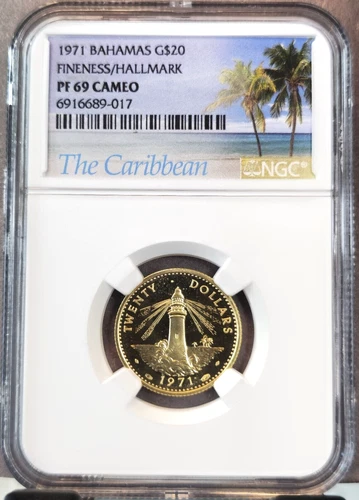 1971 BAHAMAS G$20
FINENESS/HALLMARK
PF 69 CAMEO
6916689-017
The Caribbean
NGC®
TWENTY DOLLARS
1971